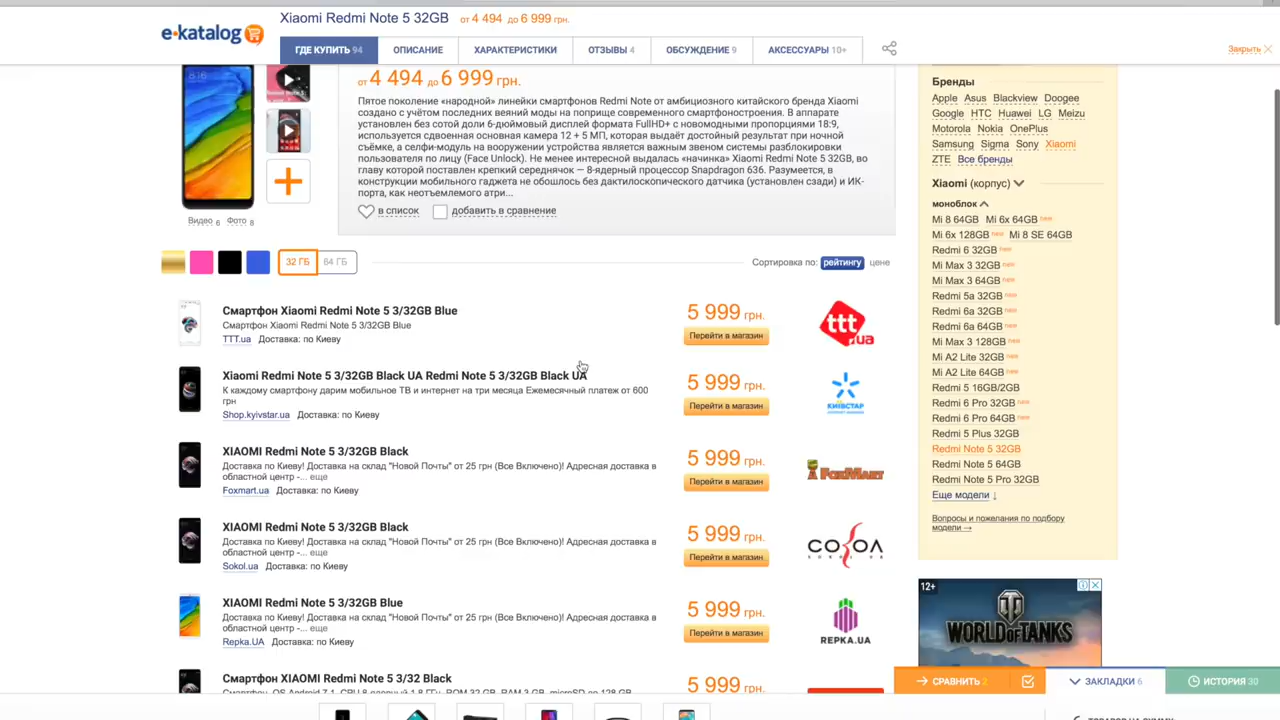 e-katalog
Xiaomi Redmi Note 5 32GB от 4 494 до 6 999 грн.
ГДЕ КУПИТЬ 94 ОПИСАНИЕ ХАРАКТЕРИСТИКИ ОТЗЫВЫ 4 ОБСУЖДЕНИЕ 9 АКСЕССУАРЫ 10+
Закрыть
8:16
от 4 494 до 6 999 грн.
Пятое поколение «народной» линейки смартфонов Redmi Note от амбициозного китайского бренда Xiaomi
создано с учётом последних веяний моды на порпище современного смартфоностроения. В аппарате
установлен без сотой доли 6-дюймовый дисплей формата FullHD+ с новомодными пропорциями 18:9,
используется сдвоенная основная камера 12 + 5 МП, которая выдаёт достойный результат при ночной
съёмке, а селфи-модуль на вооружении устройства является важным звеном системы разблокировки
пользователя по лицу (Face Unlock). Не менее интересной выдалась «начинка» Xiaomi Redmi Note 5 32GB, во
главу которой поставлен крепкий середнячок — 8-ядерный процессор Snapdragon 636. Разумеется, в
конструкции мобильного гаджета не обошлось без дактилоскопического датчика (установлен сзади) и ИК-
порта, как неотъемлемого атри...
в список добавить в сравнение
Видео 6 Фото 8
32 ГБ 64 ГБ
Сортировка по: рейтингу цене
Смартфон Xiaomi Redmi Note 5 3/32GB Blue
Смартфон Xiaomi Redmi Note 5 3/32GB Blue
TTT.ua Доставка: по Киеву
5 999 грн.
Перейти в магазин
ttt.ua
Xiaomi Redmi Note 5 3/32GB Black UA Redmi Note 5 3/32GB Black UA
К каждому смартфону дарим мобильное ТВ и интернет на три месяца Ежемесячный платеж от 600
грн
Shop.kyivstar.ua Доставка: по Киеву
5 999 грн.
Перейти в магазин
КИЇВСТАР
XIAOMI Redmi Note 5 3/32GB Black
Доставка по Киеву! Доставка на склад "Новой Почты" от 25 грн (Все Включено)! Адресная доставка в
областной центр -... еще
Foxmart.ua Доставка: по Киеву
5 999 грн.
Перейти в магазин
FOXMART
XIAOMI Redmi Note 5 3/32GB Black
Доставка по Киеву! Доставка на склад "Новой Почты" от 25 грн (Все Включено)! Адресная доставка в
областной центр -... еще
Sokol.ua Доставка: по Киеву
5 999 грн.
Перейти в магазин
СОКОЛ
XIAOMI Redmi Note 5 3/32GB Blue
Доставка по Киеву! Доставка на склад "Новой Почты" от 25 грн (Все Включено)! Адресная доставка в
областной центр -... еще
Repka.UA Доставка: по Киеву
5 999 грн.
Перейти в магазин
REPKA.UA
Смартфон XIAOMI Redmi Note 5 3/32 Black
5 999 грн.
Бренды
Apple Asus Blackview Doogee
Google HTC Huawei LG Meizu
Motorola Nokia OnePlus
Samsung Sigma Sony Xiaomi
ZTE Все бренды
Xiaomi (корпус)
моноблок
Mi 8 64GB Mi 6x 64GB new
Mi 6x 128GB new Mi 8 SE 64GB
Redmi 6 32GB new
Mi Max 3 32GB new
Mi Max 3 64GB new
Redmi 5a 32GB new
Redmi 6a 32GB new
Redmi 6a 64GB new
Mi Max 3 128GB new
Mi A2 Lite 32GB new
Mi A2 Lite 64GB new
Redmi 5 16GB/2GB
Redmi 6 Pro 32GB new
Redmi 6 Pro 64GB new
Redmi 5 Plus 32GB
Redmi Note 5 32GB
Redmi Note 5 64GB
Redmi Note 5 Pro 32GB
Еще модели ↓
Вопросы и пожелания по подбору
модели →
12+
WORLD OF TANKS
СРАВНИТЬ 2 ЗАКЛАДКИ 6 ИСТОРИЯ 30